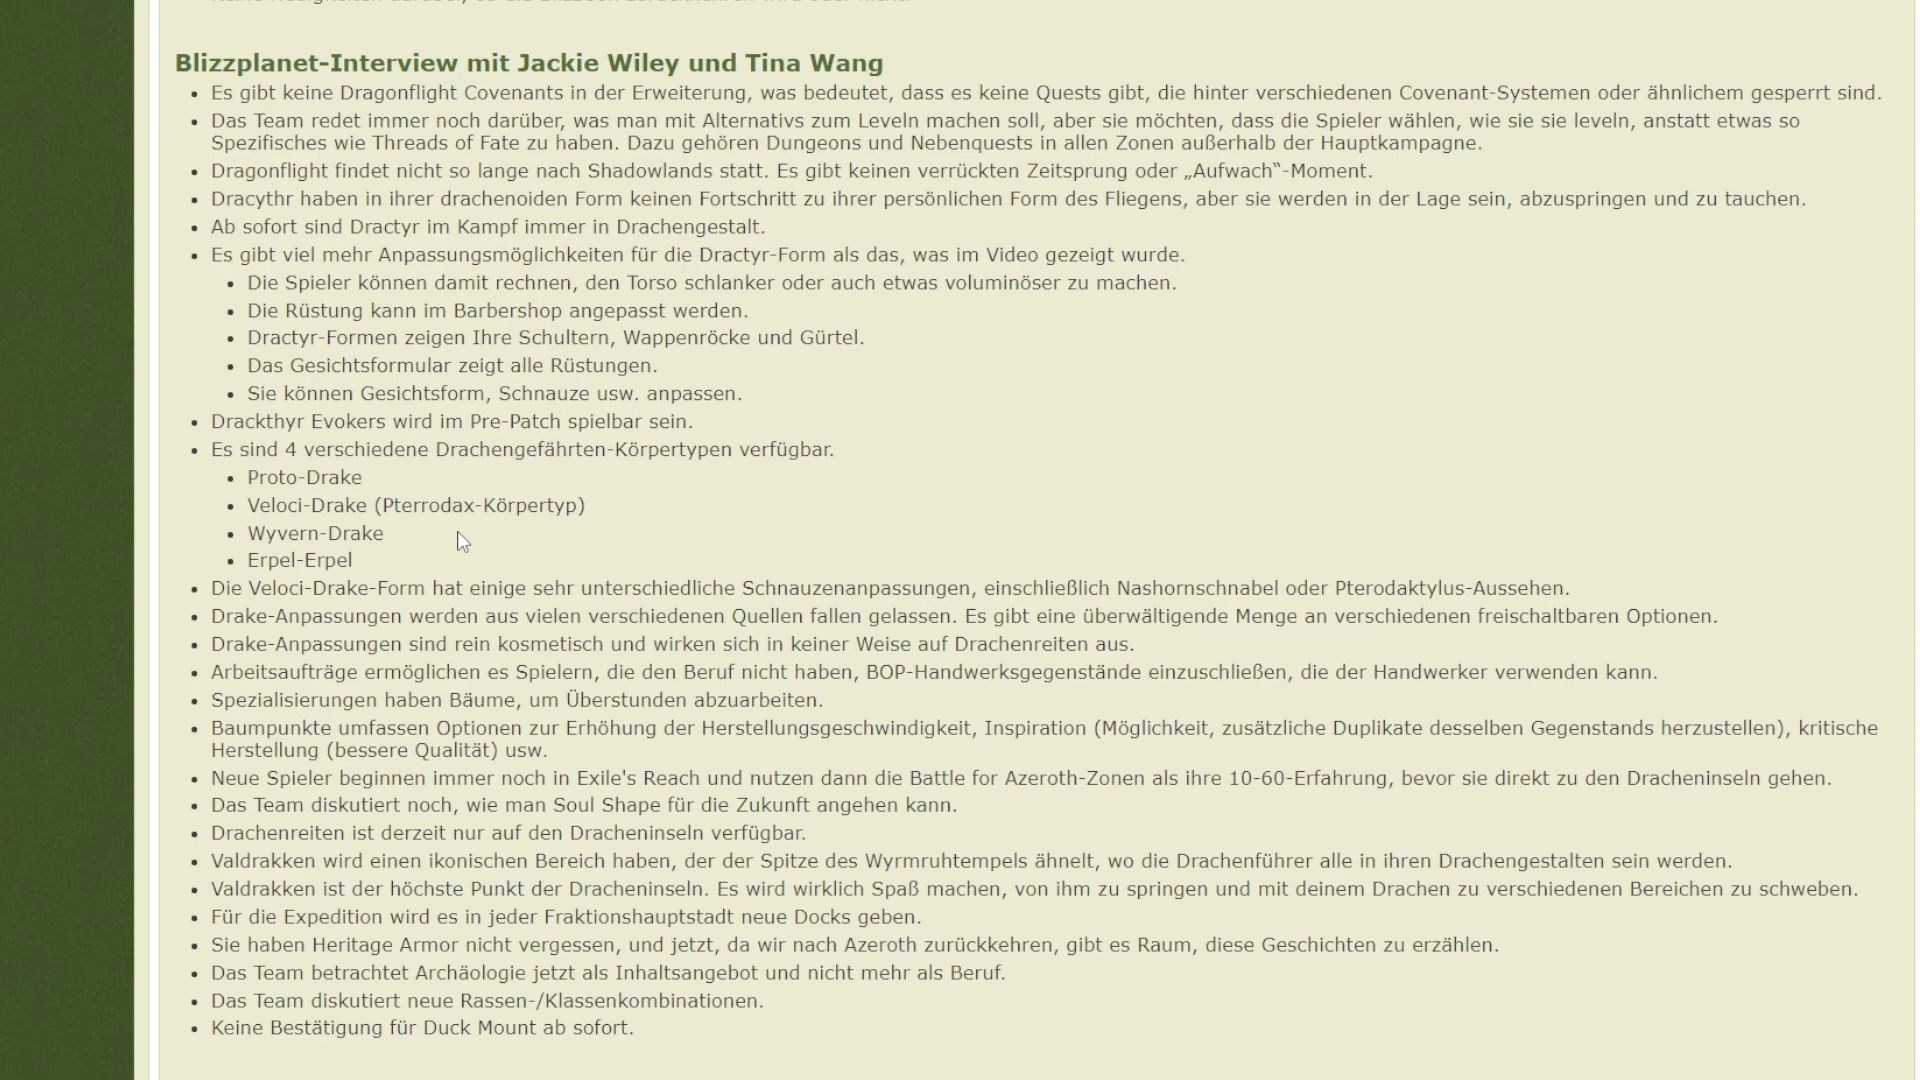 Keine Neuigkeiten darüber, ob die BlizzCon zurückkehren wird oder nicht.
Blizzplanet-Interview mit Jackie Wiley und Tina Wang
Es gibt keine Dragonflight Covenants in der Erweiterung, was bedeutet, dass es keine Quests gibt, die hinter verschiedenen Covenant-Systemen oder ähnlichem gesperrt sind.
Das Team redet immer noch darüber, was man mit Alternativs zum Leveln machen soll, aber sie möchten, dass die Spieler wählen, wie sie sie leveln, anstatt etwas so
Spezifisches wie Threads of Fate zu haben. Dazu gehören Dungeons und Nebenquests in allen Zonen außerhalb der Hauptkampagne.
Dragonflight findet nicht so lange nach Shadowlands statt. Es gibt keinen verrückten Zeitsprung oder „Aufwach“-Moment.
Dracythr haben in ihrer drachenoiden Form keinen Fortschritt zu ihrer persönlichen Form des Fliegens, aber sie werden in der Lage sein, abzuspringen und zu tauchen.
Ab sofort sind Dractyr im Kampf immer in Drachengestalt.
Es gibt viel mehr Anpassungsmöglichkeiten für die Dractyr-Form als das, was im Video gezeigt wurde.
Die Spieler können damit rechnen, den Torso schlanker oder auch etwas voluminöser zu machen.
Die Rüstung kann im Barbershop angepasst werden.
Dractyr-Formen zeigen Ihre Schultern, Wappenröcke und Gürtel.
Das Gesichtsformular zeigt alle Rüstungen.
Sie können Gesichtsform, Schnauze usw. anpassen.
Drackthyr Evokers wird im Pre-Patch spielbar sein.
Es sind 4 verschiedene Drachengefährten-Körpertypen verfügbar.
Proto-Drake
Veloci-Drake (Pterrodax-Körpertyp)
Wyvern-Drake
Erpel-Erpel
Die Veloci-Drake-Form hat einige sehr unterschiedliche Schnauzenanpassungen, einschließlich Nashornschnabel oder Pterodaktylus-Aussehen.
Drake-Anpassungen werden aus vielen verschiedenen Quellen fallen gelassen. Es gibt eine überwältigende Menge an verschiedenen freischaltbaren Optionen.
Drake-Anpassungen sind rein kosmetisch und wirken sich in keiner Weise auf Drachenreiten aus.
Arbeitsaufträge ermöglichen es Spielern, die den Beruf nicht haben, BOP-Handwerksgegenstände einzuschließen, die der Handwerker verwenden kann.
Spezialisierungen haben Bäume, um Überstunden abzuarbeiten.
Baumpunkte umfassen Optionen zur Erhöhung der Herstellungsgeschwindigkeit, Inspiration (Möglichkeit, zusätzliche Duplikate desselben Gegenstands herzustellen), kritische
Herstellung (bessere Qualität) usw.
Neue Spieler beginnen immer noch in Exile's Reach und nutzen dann die Battle for Azeroth-Zonen als ihre 10-60-Erfahrung, bevor sie direkt zu den Dracheninseln gehen.
Das Team diskutiert noch, wie man Soul Shape für die Zukunft angehen kann.
Drachenreiten ist derzeit nur auf den Dracheninseln verfügbar.
Valdrakken wird einen ikonischen Bereich haben, der der Spitze des Wyrmruhtempels ähnelt, wo die Drachenführer alle in ihren Drachengestalten sein werden.
Valdrakken ist der höchste Punkt der Dracheninseln. Es wird wirklich Spaß machen, von ihm zu springen und mit deinem Drachen zu verschiedenen Bereichen zu schweben.
Für die Expedition wird es in jeder Fraktionshauptstadt neue Docks geben.
Sie haben Heritage Armor nicht vergessen, und jetzt, da wir nach Azeroth zurückkehren, gibt es Raum, diese Geschichten zu erzählen.
Das Team betrachtet Archäologie jetzt als Inhaltsangebot und nicht mehr als Beruf.
Das Team diskutiert neue Rassen-/Klassenkombinationen.
Keine Bestätigung für Duck Mount ab sofort.